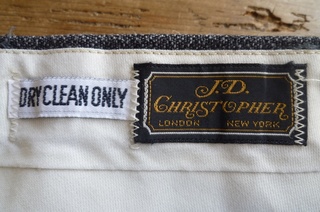 DRY CLEAN ONLY
J.D.
CHRISTOPHER
LONDON NEW YORK